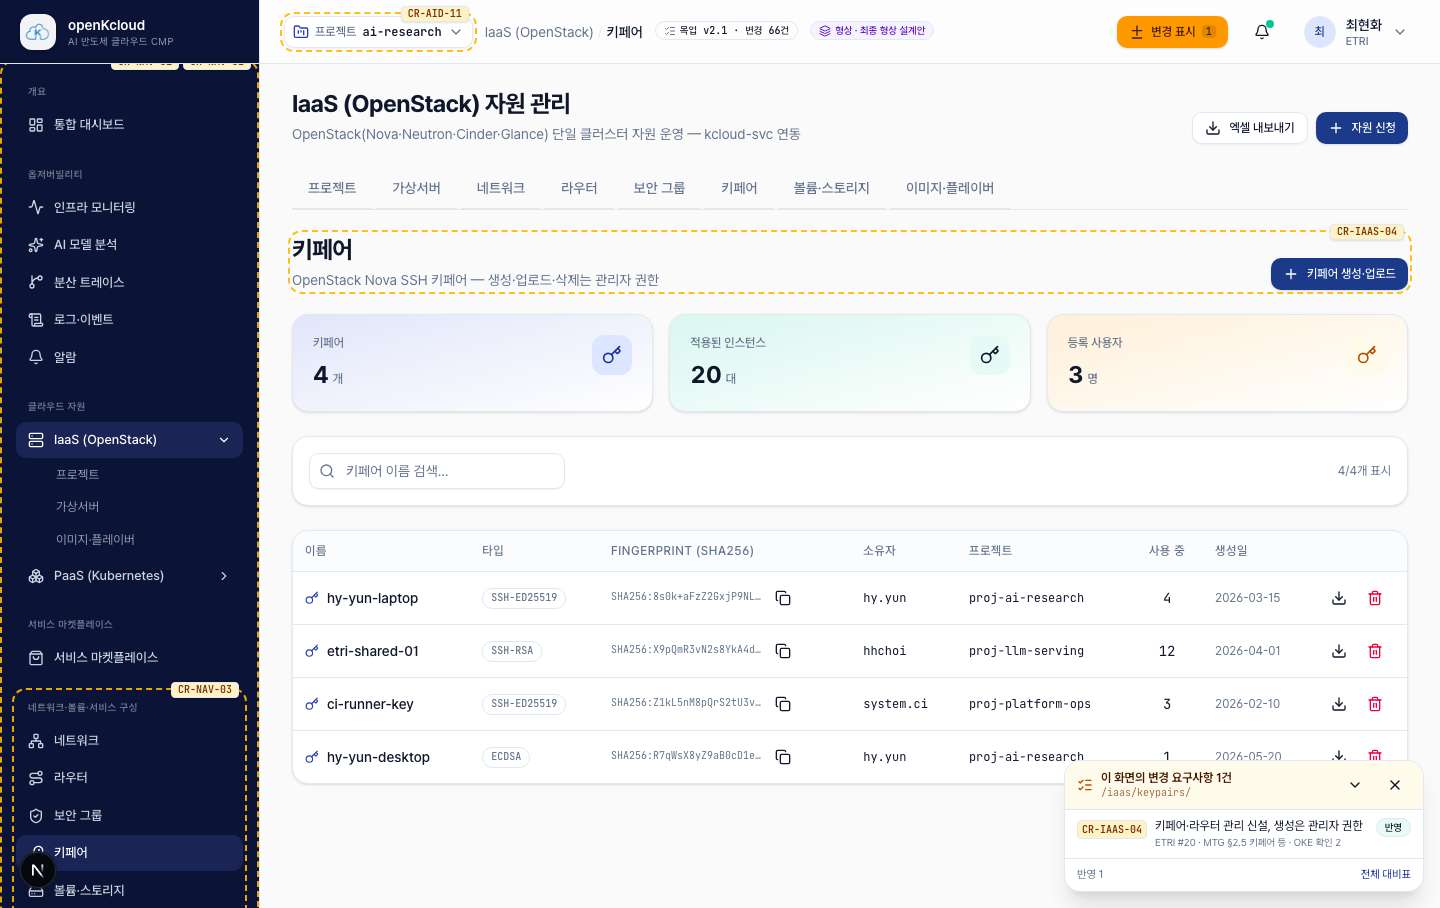 openKcloud
AI 반도체 클라우드 CMP
개요
통합 대시보드
옵저버빌리티
인프라 모니터링
AI 모델 분석
분산 트레이스
로그·이벤트
알람
클라우드 자원
IaaS (OpenStack)
프로젝트
가상서버
이미지·플레이버
PaaS (Kubernetes)
서비스 마켓플레이스
서비스 마켓플레이스
CR-NAV-03
네트워크·볼륨·서비스 구성
네트워크
라우터
보안 그룹
키페어
N
볼륨·스토리지
CR-AID-11
프로젝트 ai-research
IaaS (OpenStack) / 키페어
목업 v2.1 · 변경 66건
형상 · 최종 형상 설계안
변경 표시 1
최
최현화
ETRI
IaaS (OpenStack) 자원 관리
OpenStack(Nova·Neutron·Cinder·Glance) 단일 클러스터 자원 운영 — kcloud-svc 연동
엑셀 내보내기
자원 신청
프로젝트 가상서버 네트워크 라우터 보안 그룹 키페어 볼륨·스토리지 이미지·플레이버
CR-IAAS-04
키페어
OpenStack Nova SSH 키페어 — 생성·업로드·삭제는 관리자 권한
키페어 생성·업로드
키페어
4 개
적용된 인스턴스
20 대
등록 사용자
3 명
키페어 이름 검색...
4/4개 표시
이름 타입 FINGERPRINT (SHA256) 소유자 프로젝트 사용 중 생성일
hy-yun-laptop SSH-ED25519 SHA256:8s0k+aFzZ2GxjP9NL… hy.yun proj-ai-research 4 2026-03-15
etri-shared-01 SSH-RSA SHA256:X9pQmR3vN2s8YkA4d… hhchoi proj-llm-serving 12 2026-04-01
ci-runner-key SSH-ED25519 SHA256:Z1kL5nM8pQrS2tU3v… system.ci proj-platform-ops 3 2026-02-10
hy-yun-desktop ECDSA SHA256:R7qWsX8yZ9aB0cD1e… hy.yun proj-ai-research 1 2026-05-20
이 화면의 변경 요구사항 1건
/iaas/keypairs/
CR-IAAS-04 키페어·라우터 관리 신설, 생성은 관리자 권한 반영
ETRI #20 · MTG §2.5 키페어 등 · OKE 확인 2
반영 1
전체 대비표